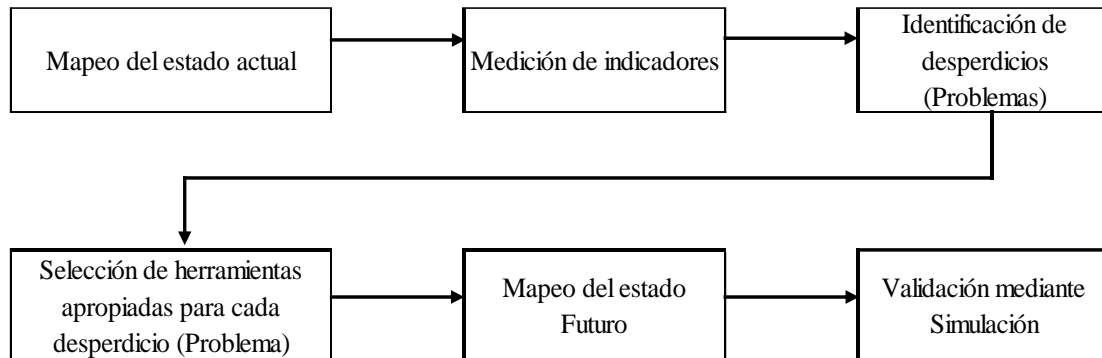 Mapeo del estado actual
Medición de indicadores
Identificación de
desperdicios
(Problemas)
Selección de herramientas
apropiadas para cada
desperdicio (Problema)
Mapeo del estado
Futuro
Validación mediante
Simulación